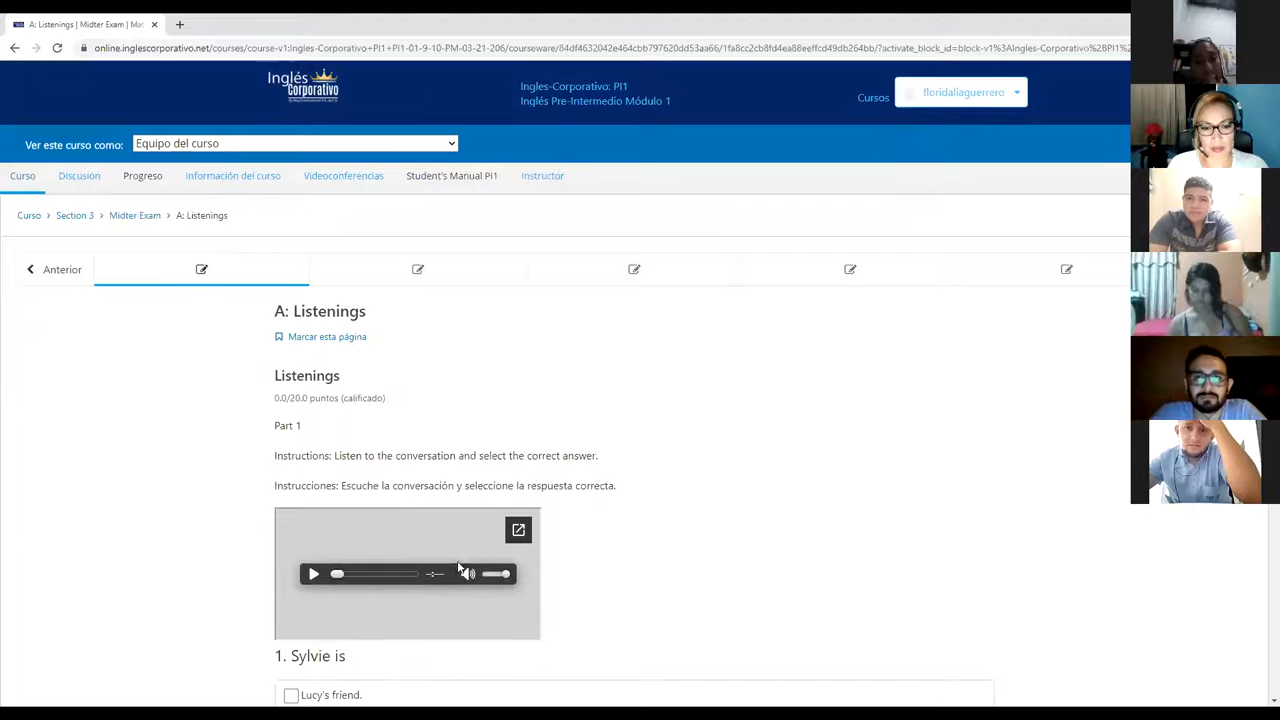 A: Listenings | Midter Exam | Mat
online.inglescorporativo.net/courses/course-v1:Ingles-Corporativo+PI1+PI1-01-9-10-PM-03-21-206/courseware/84df4632042e464cbb797620dd53aa66/1fa8cc2cb8fd4ea88eeffcd49db264bb/?activate_block_id=block-v1%3AIngles-Corporativo%2BPI1%
Inglés
Corporativo
Ingles-Corporativo: PI1
Inglés Pre-Intermedio Módulo 1
Cursos
floridaliaguerrero
Ver este curso como:
Equipo del curso
Curso Discusión Progreso Información del curso Videoconferencias Student's Manual PI1 Instructor
Curso > Section 3 > Midter Exam > A: Listenings
Anterior
A: Listenings
Marcar esta página
Listenings
0.0/20.0 puntos (calificado)
Part 1
Instructions: Listen to the conversation and select the correct answer.
Instrucciones: Escuche la conversación y seleccione la respuesta correcta.
1. Sylvie is
Lucy's friend.